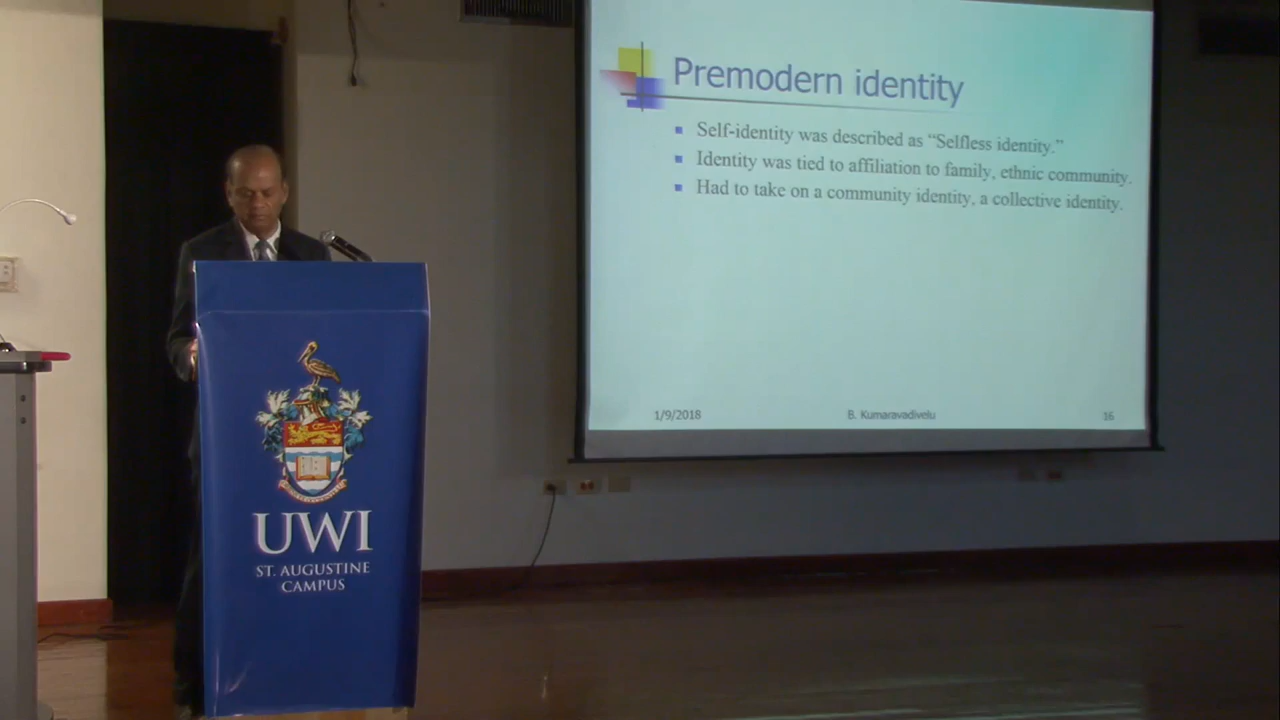 Premodern identity
Self-identity was described as “Selfless identity.”
Identity was tied to affiliation to family, ethnic community.
Had to take on a community identity, a collective identity.
1/9/2018
B. Kumaravadivelu
16
UWI
ST. AUGUSTINE
CAMPUS